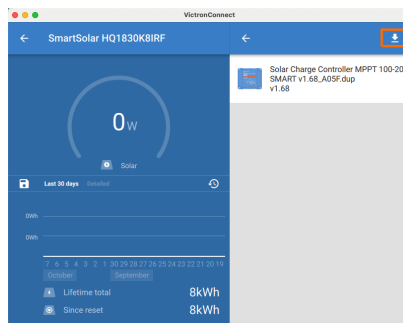 VictronConnect
SmartSolar HQ1830K8IRF
Solar Charge Controller MPPT 100-20
SMART v1.68_A05F.dup
v1.68
0W
Solar
Last 30 days Detailed
0Wh
0Wh
7 6 5 4 3 2 1 30 29 28 27 26 25 24 23 22 21 20 19
October September
Lifetime total 8kWh
Since reset 8kWh